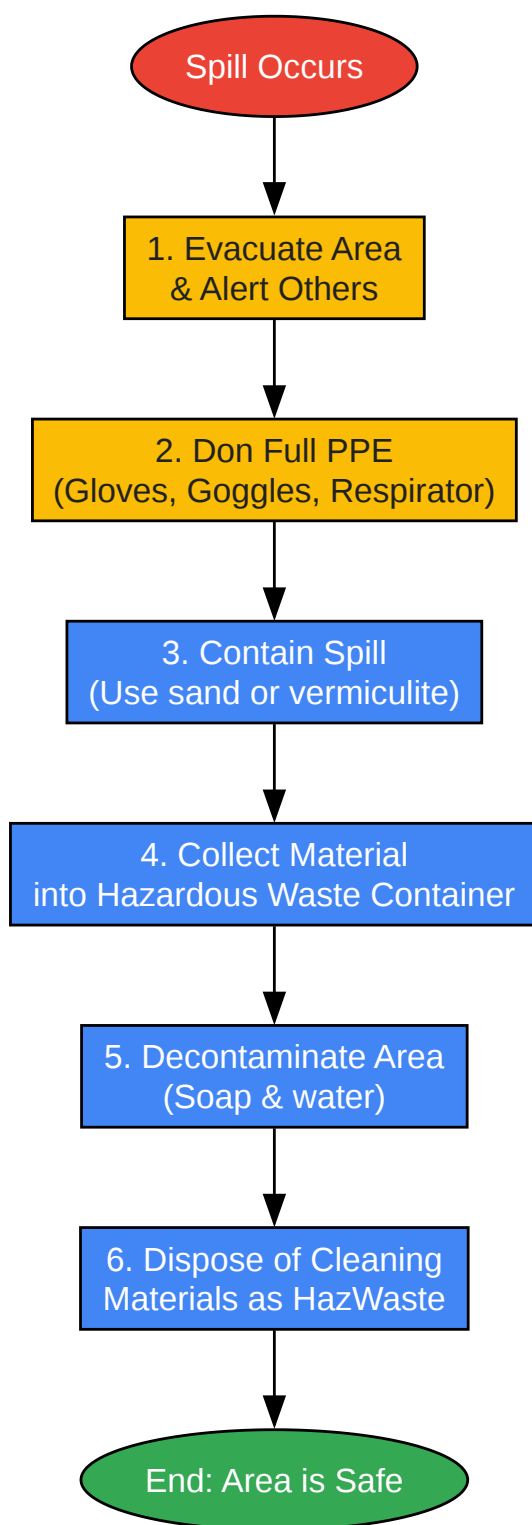 Spill Occurs
1. Evacuate Area
& Alert Others
2. Don Full PPE
(Gloves, Goggles, Respirator)
3. Contain Spill
(Use sand or vermiculite)
4. Collect Material
into Hazardous Waste Container
5. Decontaminate Area
(Soap & water)
6. Dispose of Cleaning
Materials as HazWaste
End: Area is Safe